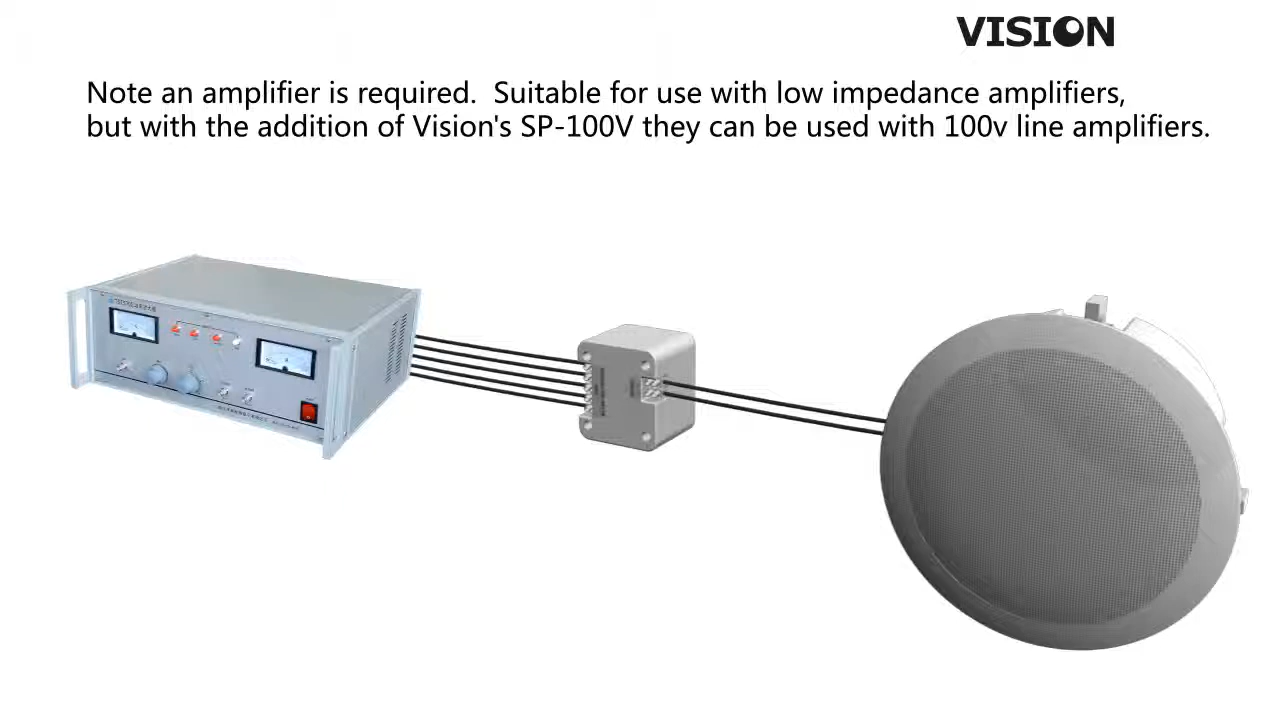 VISION
Note an amplifier is required.  Suitable for use with low impedance amplifiers,
but with the addition of Vision's SP-100V they can be used with 100v line amplifiers.